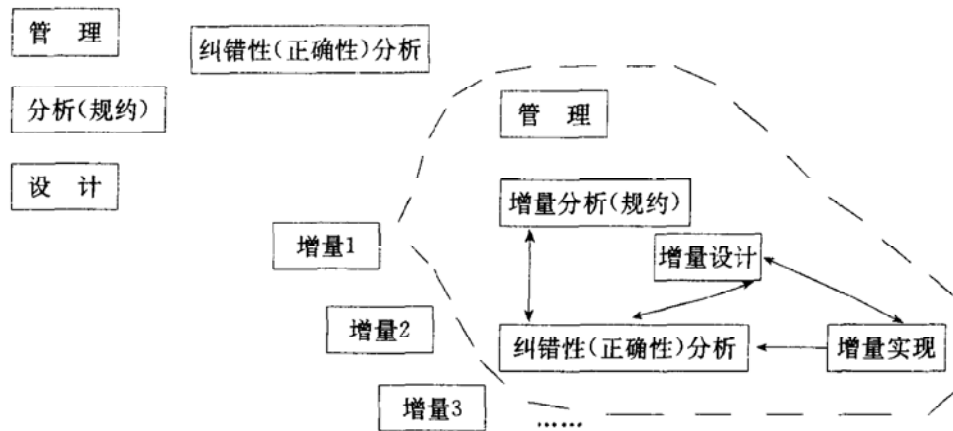 管 理
纠错性(正确性)分析
分析(规约)
管 理
设 计
增量分析(规约)
增量1
增量设计
增量2
纠错性(正确性)分析
增量实现
增量3
……